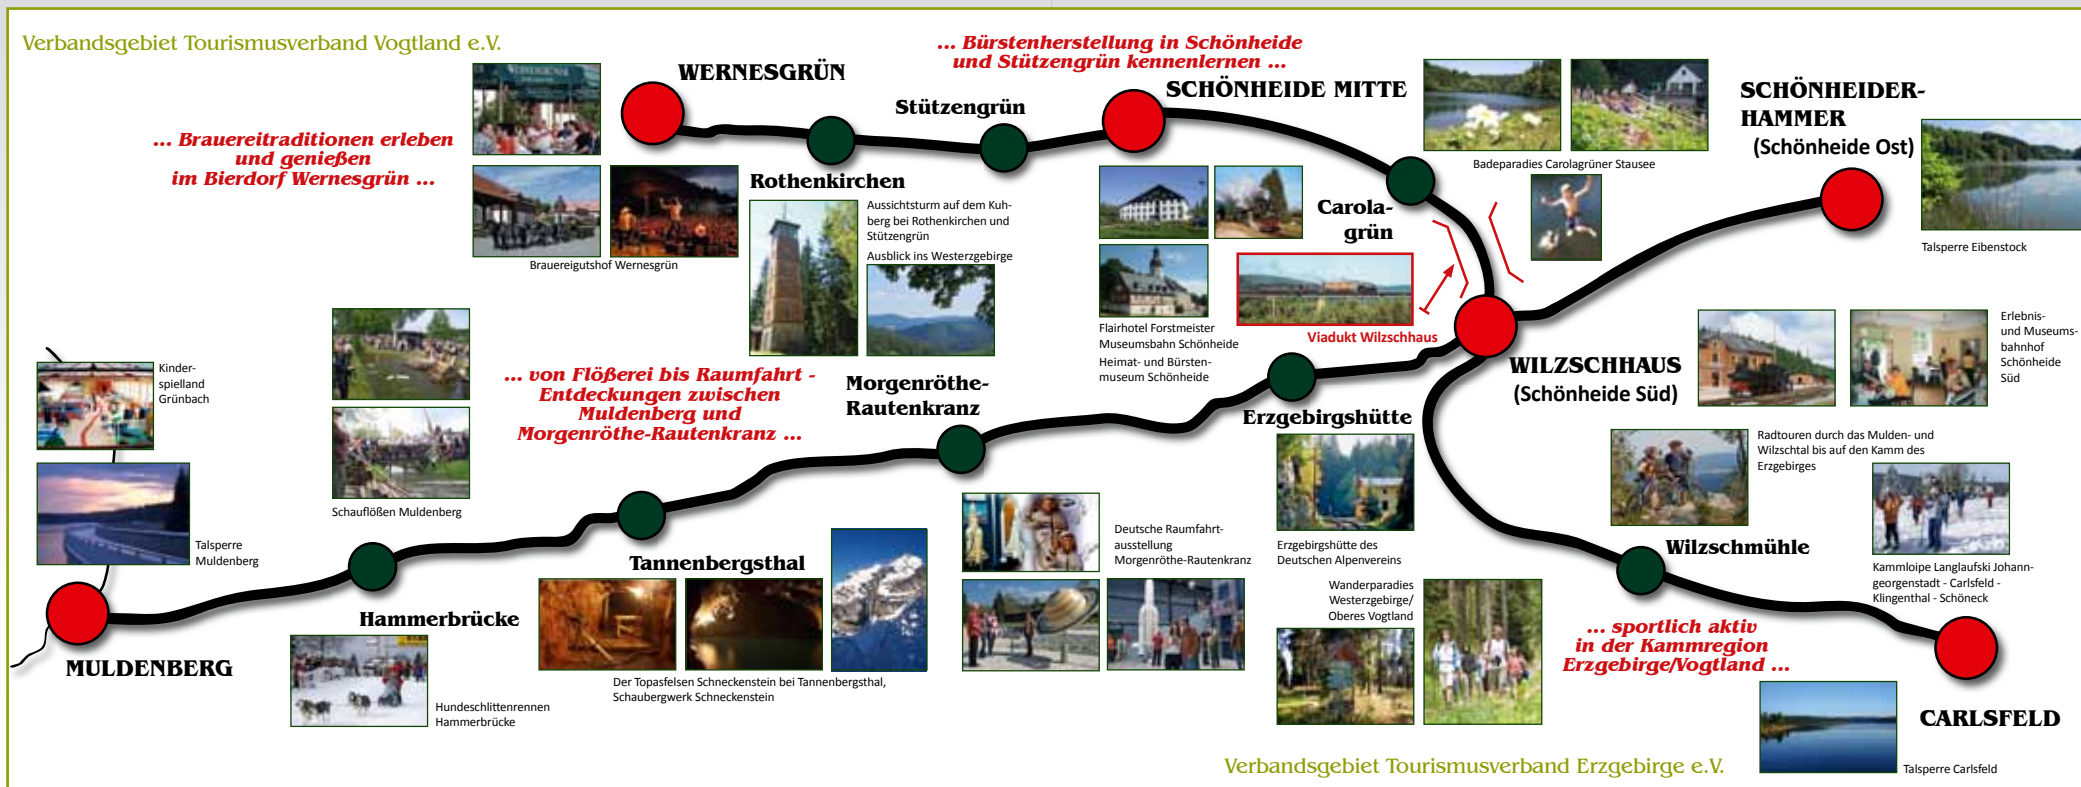 Verbandsgebiet Tourismusverband Vogtland e.V.
... Bürstenherstellung in Schönheide
und Stützengrün kennenlernen ...
WERNESGRÜN
Stützengrün
SCHÖNHEIDE MITTE
SCHÖNHEIDER-
HAMMER
(Schönheide Ost)
... Brauereitraditionen erleben
und genießen
im Bierdorf Wernesgrün ...
Badeparadies Carolagrüner Stausee
Rothenkirchen
Aussichtsturm auf dem Kuh-
berg bei Rothenkirchen und
Stützengrün
Ausblick ins Westerzgebirge
Carola-
grün
Talsperre Eibenstock
Brauereigutshof Wernesgrün
Flairhotel Forstmeister
Museumsbahn Schönheide
Heimat- und Bürsten-
museum Schönheide
Viadukt Wilzschhaus
WILZSCHHAUS
(Schönheide Süd)
Erlebnis-
und Museums-
bahnhof
Schönheide
Süd
Kinder-
spielland
Grünbach
... von Flößerei bis Raumfahrt -
Entdeckungen zwischen
Muldenberg und
Morgenröthe-Rautenkranz ...
Morgenröthe-
Rautenkranz
Erzgebirgshütte
Radtouren durch das Mulden- und
Wilzschtal bis auf den Kamm des
Erzgebirges
Schauflößen Muldenberg
Talsperre
Muldenberg
Tannenbergsthal
Deutsche Raumfahrt-
ausstellung
Morgenröthe-Rautenkranz
Erzgebirgshütte des
Deutschen Alpenvereins
Wilzschmühle
Kammloipe Langlaufski Johann-
georgenstadt - Carlsfeld -
Klingenthal - Schöneck
Wanderparadies
Westerzgebirge/
Oberes Vogtland
Hammerbrücke
MULDENBERG
... sportlich aktiv
in der Kammregion
Erzgebirge/Vogtland ...
Der Topasfelsen Schneckenstein bei Tannenbergsthal,
Schaubergwerk Schneckenstein
Hundeschlittenrennen
Hammerbrücke
CARLSFELD
Verbandsgebiet Tourismusverband Erzgebirge e.V.
Talsperre Carlsfeld